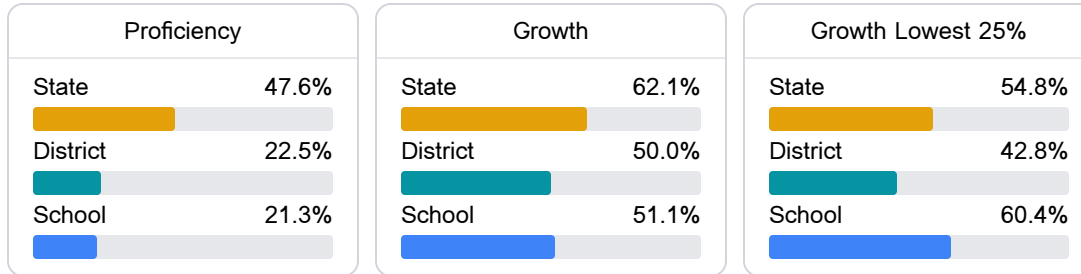 Proficiency
State 47.6%
District 22.5%
School 21.3%
Growth
State 62.1%
District 50.0%
School 51.1%
Growth Lowest 25%
State 54.8%
District 42.8%
School 60.4%